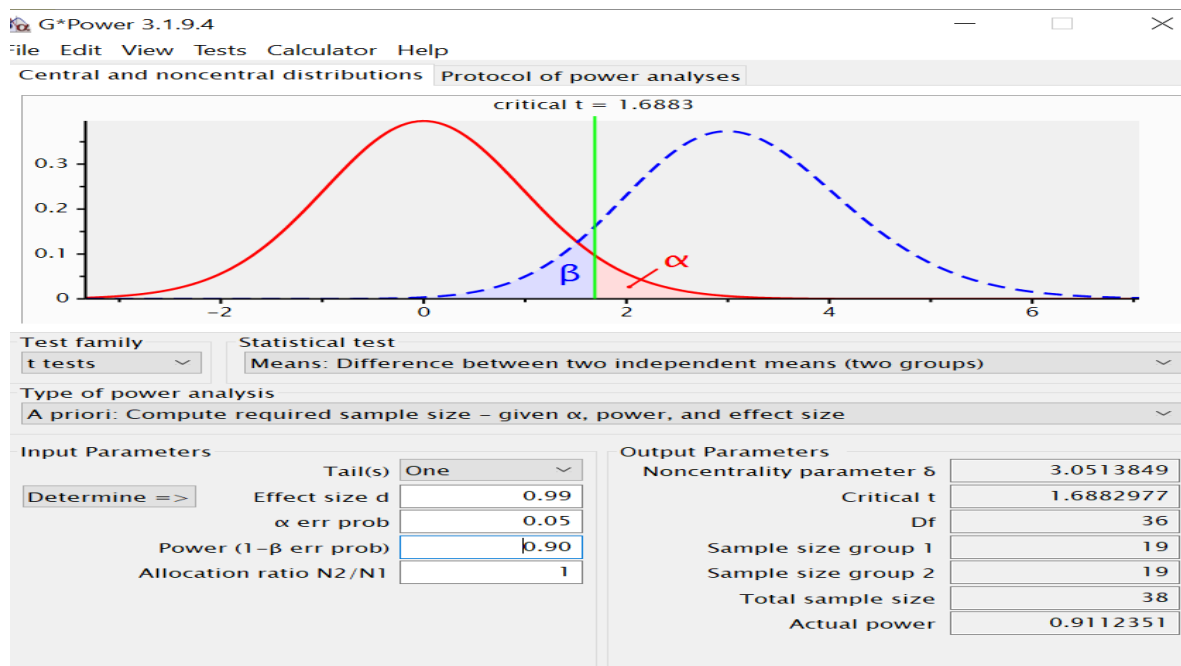 G*Power 3.1.9.4
File Edit View Tests Calculator Help
Central and noncentral distributions Protocol of power analyses
critical t = 1.6883
0.3
0.2
0.1
0
β
α
−2 0 2 4 6
Test family
t tests
Statistical test
Means: Difference between two independent means (two groups)
Type of power analysis
A priori: Compute required sample size – given α, power, and effect size
Input Parameters
Tail(s) One
Determine => Effect size d 0.99
α err prob 0.05
Power (1−β err prob) 0.90
Allocation ratio N2/N1 1
Output Parameters
Noncentrality parameter δ 3.0513849
Critical t 1.6882977
Df 36
Sample size group 1 19
Sample size group 2 19
Total sample size 38
Actual power 0.9112351